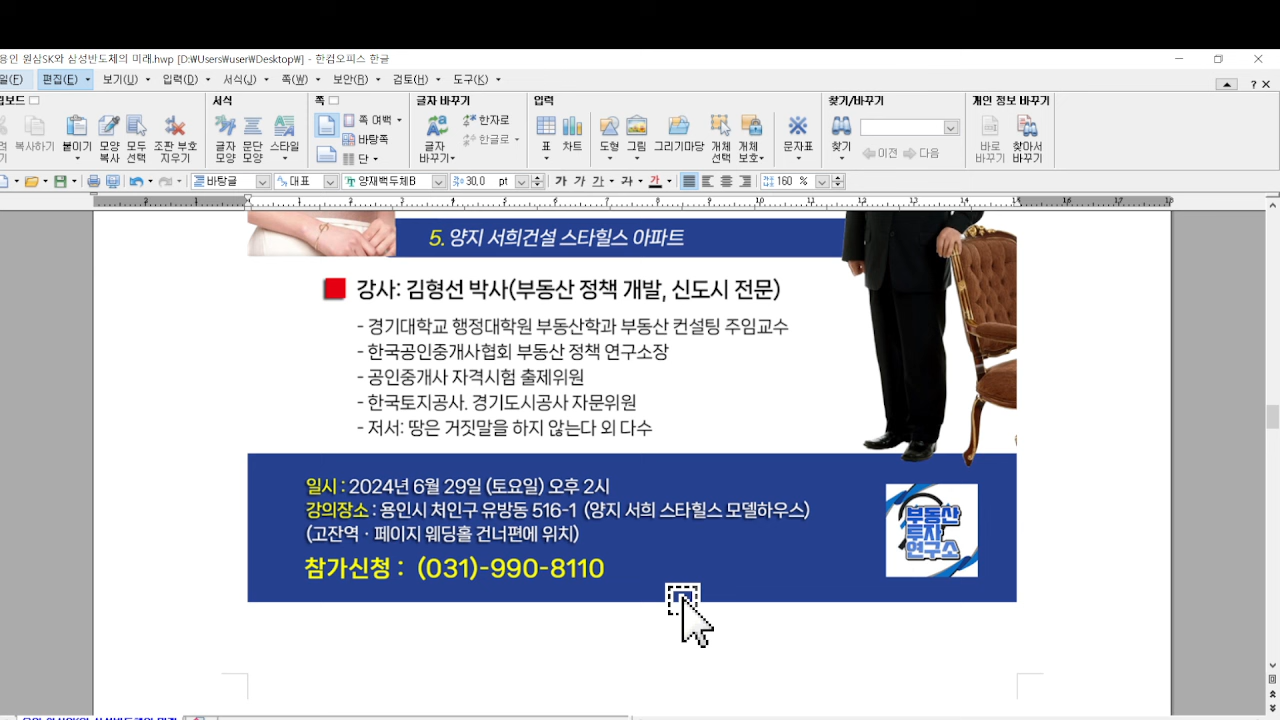 용인 원삼SK와 삼성반도체의 미래.hwp [D:\Users\user\Desktop\] - 한컴오피스 한글
일(F) 편집(E) 보기(U) 입력(D) 서식(J) 쪽(W) 보안(R) 검토(H) 도구(K)
립보드 서식 쪽 글자 바꾸기 입력 찾기/바꾸기 개인 정보 바꾸기
쪽 여백 한자로
바탕쪽 한글로
복사하기 붙이기 모양 복사 모두 선택 조판 부호 지우기 글자 모양 문단 모양 스타일 단 글자 바꾸기 표 차트 도형 그림 그리기마당 개체 선택 개체 보호 문자표 찾기 이전 다음 바로 바꾸기 찾아서 바꾸기
바탕글 대표 양재백두체B 30.0 pt 가 가 가 가 가 160 %
5. 양지 서희건설 스타힐스 아파트
강사: 김형선 박사(부동산 정책 개발, 신도시 전문)
- 경기대학교 행정대학원 부동산학과 부동산 컨설팅 주임교수
- 한국공인중개사협회 부동산 정책 연구소장
- 공인중개사 자격시험 출제위원
- 한국토지공사. 경기도시공사 자문위원
- 저서: 땅은 거짓말을 하지 않는다 외 다수
일시 : 2024년 6월 29일 (토요일) 오후 2시
강의장소 : 용인시 처인구 유방동 516-1 (양지 서희 스타힐스 모델하우스)
(고잔역 · 페이지 웨딩홀 건너편에 위치)
참가신청 : (031)-990-8110
부동산
투자
연구소